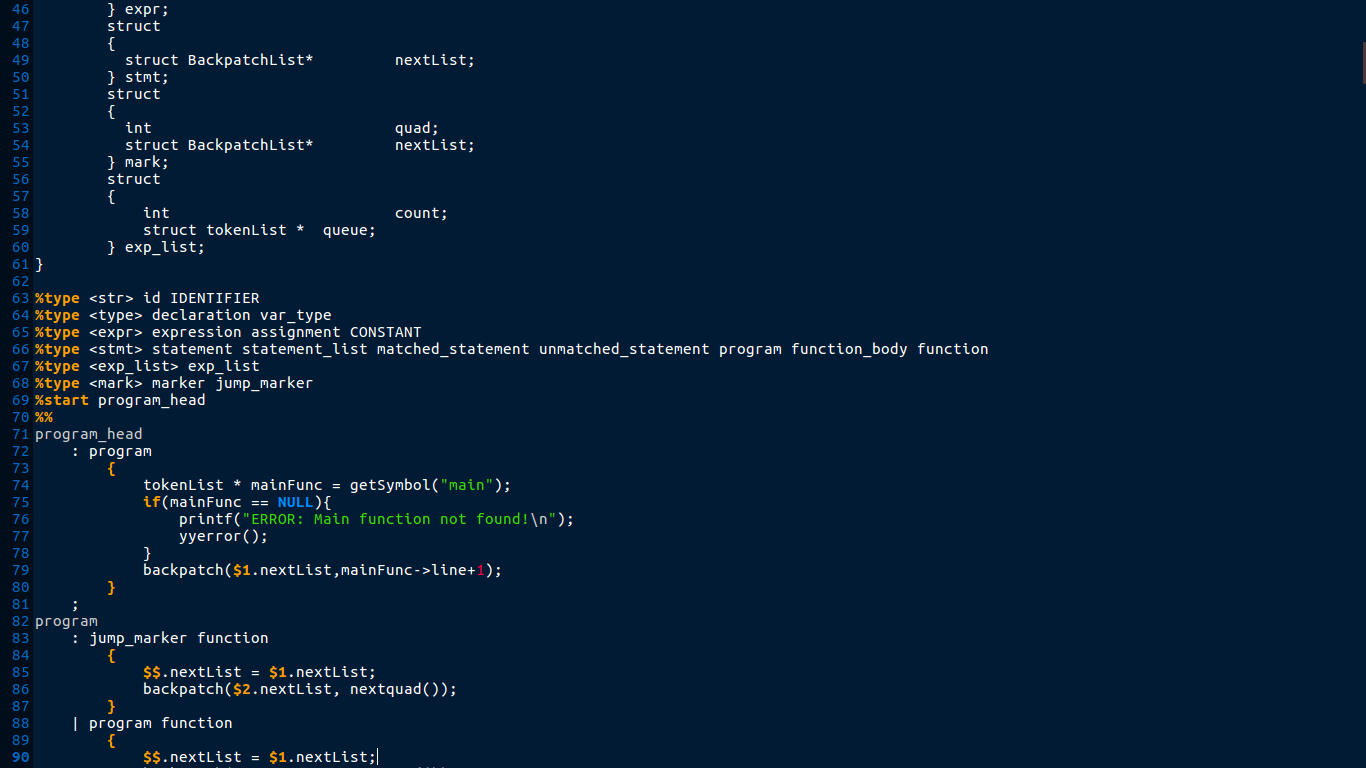 46         } expr;
47         struct
48         {
49           struct BackpatchList*         nextList;
50         } stmt;
51         struct
52         {
53           int                           quad;
54           struct BackpatchList*         nextList;
55         } mark;
56         struct
57         {
58             int                         count;
59             struct tokenList *  queue;
60         } exp_list;
61 }
62
63 %type <str> id IDENTIFIER
64 %type <type> declaration var_type
65 %type <expr> expression assignment CONSTANT
66 %type <stmt> statement statement_list matched_statement unmatched_statement program function_body function
67 %type <exp_list> exp_list
68 %type <mark> marker jump_marker
69 %start program_head
70 %%
71 program_head
72     : program
73         {
74             tokenList * mainFunc = getSymbol("main");
75             if(mainFunc == NULL){
76                 printf("ERROR: Main function not found!\n");
77                 yyerror();
78             }
79             backpatch($1.nextList,mainFunc->line+1);
80         }
81     ;
82 program
83     : jump_marker function
84         {
85             $$.nextList = $1.nextList;
86             backpatch($2.nextList, nextquad());
87         }
88     | program function
89         {
90             $$.nextList = $1.nextList;